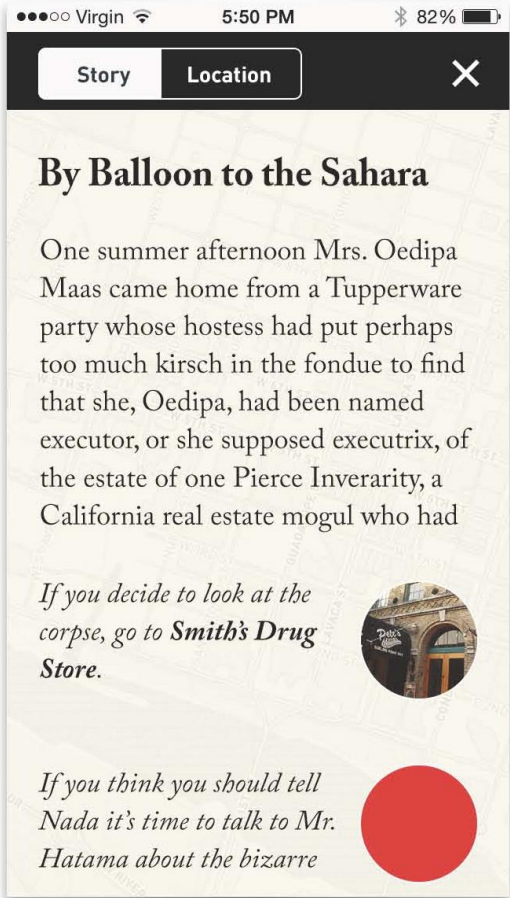 Virgin 5:50 PM 82%
Story Location
By Balloon to the Sahara
One summer afternoon Mrs. Oedipa
Maas came home from a Tupperware
party whose hostess had put perhaps
too much kirsch in the fondue to find
that she, Oedipa, had been named
executor, or she supposed executrix, of
the estate of one Pierce Inverarity, a
California real estate mogul who had
If you decide to look at the
corpse, go to Smith's Drug
Store.
Pete's
If you think you should tell
Nada it's time to talk to Mr.
Hatama about the bizarre